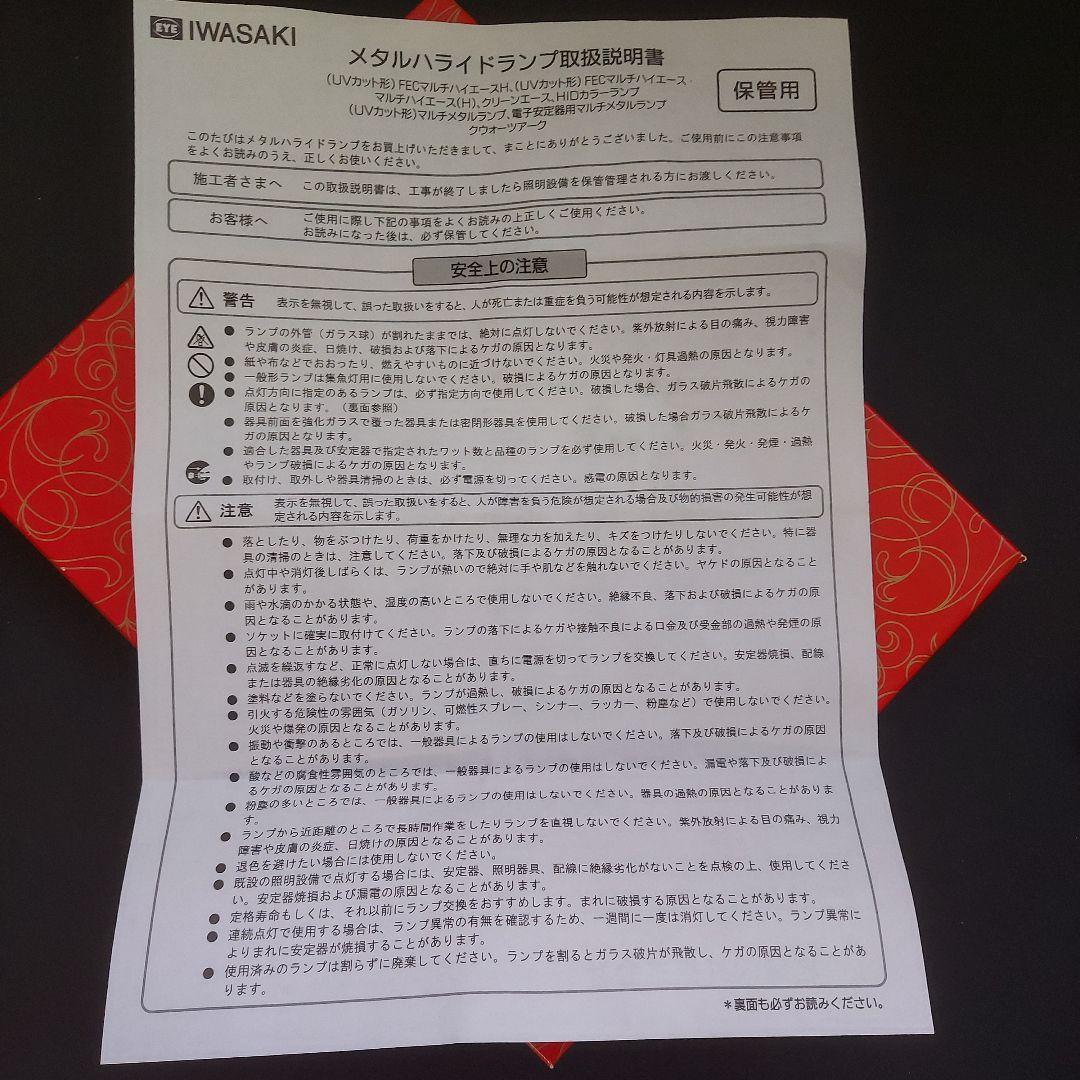 EYE IWASAKI
メタルハライドランプ取扱説明書
(UVカット形)FECマルチハイエースH、(UVカット形)FECマルチハイエース、
マルチハイエース(H)、クリーンエース、HIDカラーランプ
(UVカット形)マルチメタルランプ、電子安定器用マルチメタルランプ
クウォーツアーク
保管用
このたびはメタルハライドランプをお買上げいただきまして、まことにありがとうございました。ご使用前にこの注意事項
をよくお読みのうえ、正しくお使いください。
施工者さまへ この取扱説明書は、工事が終了しましたら照明設備を保管管理される方にお渡しください。
お客様へ ご使用に際し下記の事項をよくお読みの上正しくご使用ください。
お読みになった後は、必ず保管してください。
安全上の注意
警告 表示を無視して、誤った取扱いをすると、人が死亡または重症を負う可能性が想定される内容を示します。
● ランプの外管（ガラス球）が割れたままでは、絶対に点灯しないでください。紫外放射による目の痛み、視力障害
や皮膚の炎症、日焼け、破損および落下によるケガの原因となります。
● 紙や布などでおおったり、燃えやすいものに近づけないでください。火災や発火・灯具過熱の原因となります。
● 一般形ランプは集魚灯用に使用しないでください。破損によるケガの原因となります。
● 点灯方向に指定のあるランプは、必ず指定方向で使用してください。破損した場合、ガラス破片飛散によるケガの
原因となります。（裏面参照）
● 器具前面を強化ガラスで覆った器具または密閉形器具を使用してください。破損した場合ガラス破片飛散によるケ
ガの原因となります。
● 適合した器具及び安定器で指定されたワット数と品種のランプを必ず使用してください。火災・発火・発煙・過熱
やランプ破損によるケガの原因となります。
● 取付け、取外しや器具清掃のときは、必ず電源を切ってください。感電の原因となります。
注意 表示を無視して、誤った取扱いをすると、人が障害を負う危険が想定される場合及び物的損害の発生可能性が想
定される内容を示します。
● 落としたり、物をぶつけたり、荷重をかけたり、無理な力を加えたり、キズをつけたりしないでください。特に器
具の清掃のときは、注意してください。落下及び破損によるケガの原因となることがあります。
● 点灯中や消灯後しばらくは、ランプが熱いので絶対に手や肌などを触れないでください。ヤケドの原因となること
があります。
● 雨や水滴のかかる状態や、湿度の高いところで使用しないでください。絶縁不良、落下および破損によるケガの原
因となることがあります。
● ソケットに確実に取付けてください。ランプの落下によるケガや接触不良による口金及び受金部の過熱や発煙の原
因となることがあります。
● 点滅を繰返すなど、正常に点灯しない場合は、直ちに電源を切ってランプを交換してください。安定器焼損、配線
または器具の絶縁劣化の原因となることがあります。
● 塗料などを塗らないでください。ランプが過熱し、破損によるケガの原因となることがあります。
● 引火する危険性の雰囲気（ガソリン、可燃性スプレー、シンナー、ラッカー、粉塵など）で使用しないでください。
火災や爆発の原因となることがあります。
● 振動や衝撃のあるところでは、一般器具によるランプの使用はしないでください。落下及び破損によるケガの原因
となることがあります。
● 酸などの腐食性雰囲気のところでは、一般器具によるランプの使用はしないでください。漏電や落下及び破損によ
るケガの原因となることがあります。
● 粉塵の多いところでは、一般器具によるランプの使用はしないでください。器具の過熱の原因となることがありま
す。
● ランプから近距離のところで長時間作業をしたりランプを直視しないでください。紫外放射による目の痛み、視力
障害や皮膚の炎症、日焼けの原因となることがあります。
● 退色を避けたい場合には使用しないでください。
● 既設の照明設備で点灯する場合には、安定器、照明器具、配線に絶縁劣化がないことを点検の上、使用してくださ
い。安定器焼損および漏電の原因となることがあります。
● 定格寿命もしくは、それ以前にランプ交換をおすすめします。まれに破損する原因となることがあります。
● 連続点灯で使用する場合は、ランプ異常の有無を確認するため、一週間に一度は消灯してください。ランプ異常に
よりまれに安定器が焼損することがあります。
● 使用済みのランプは割らずに廃棄してください。ランプを割るとガラス破片が飛散し、ケガの原因となることがあ
ります。
＊裏面も必ずお読みください。